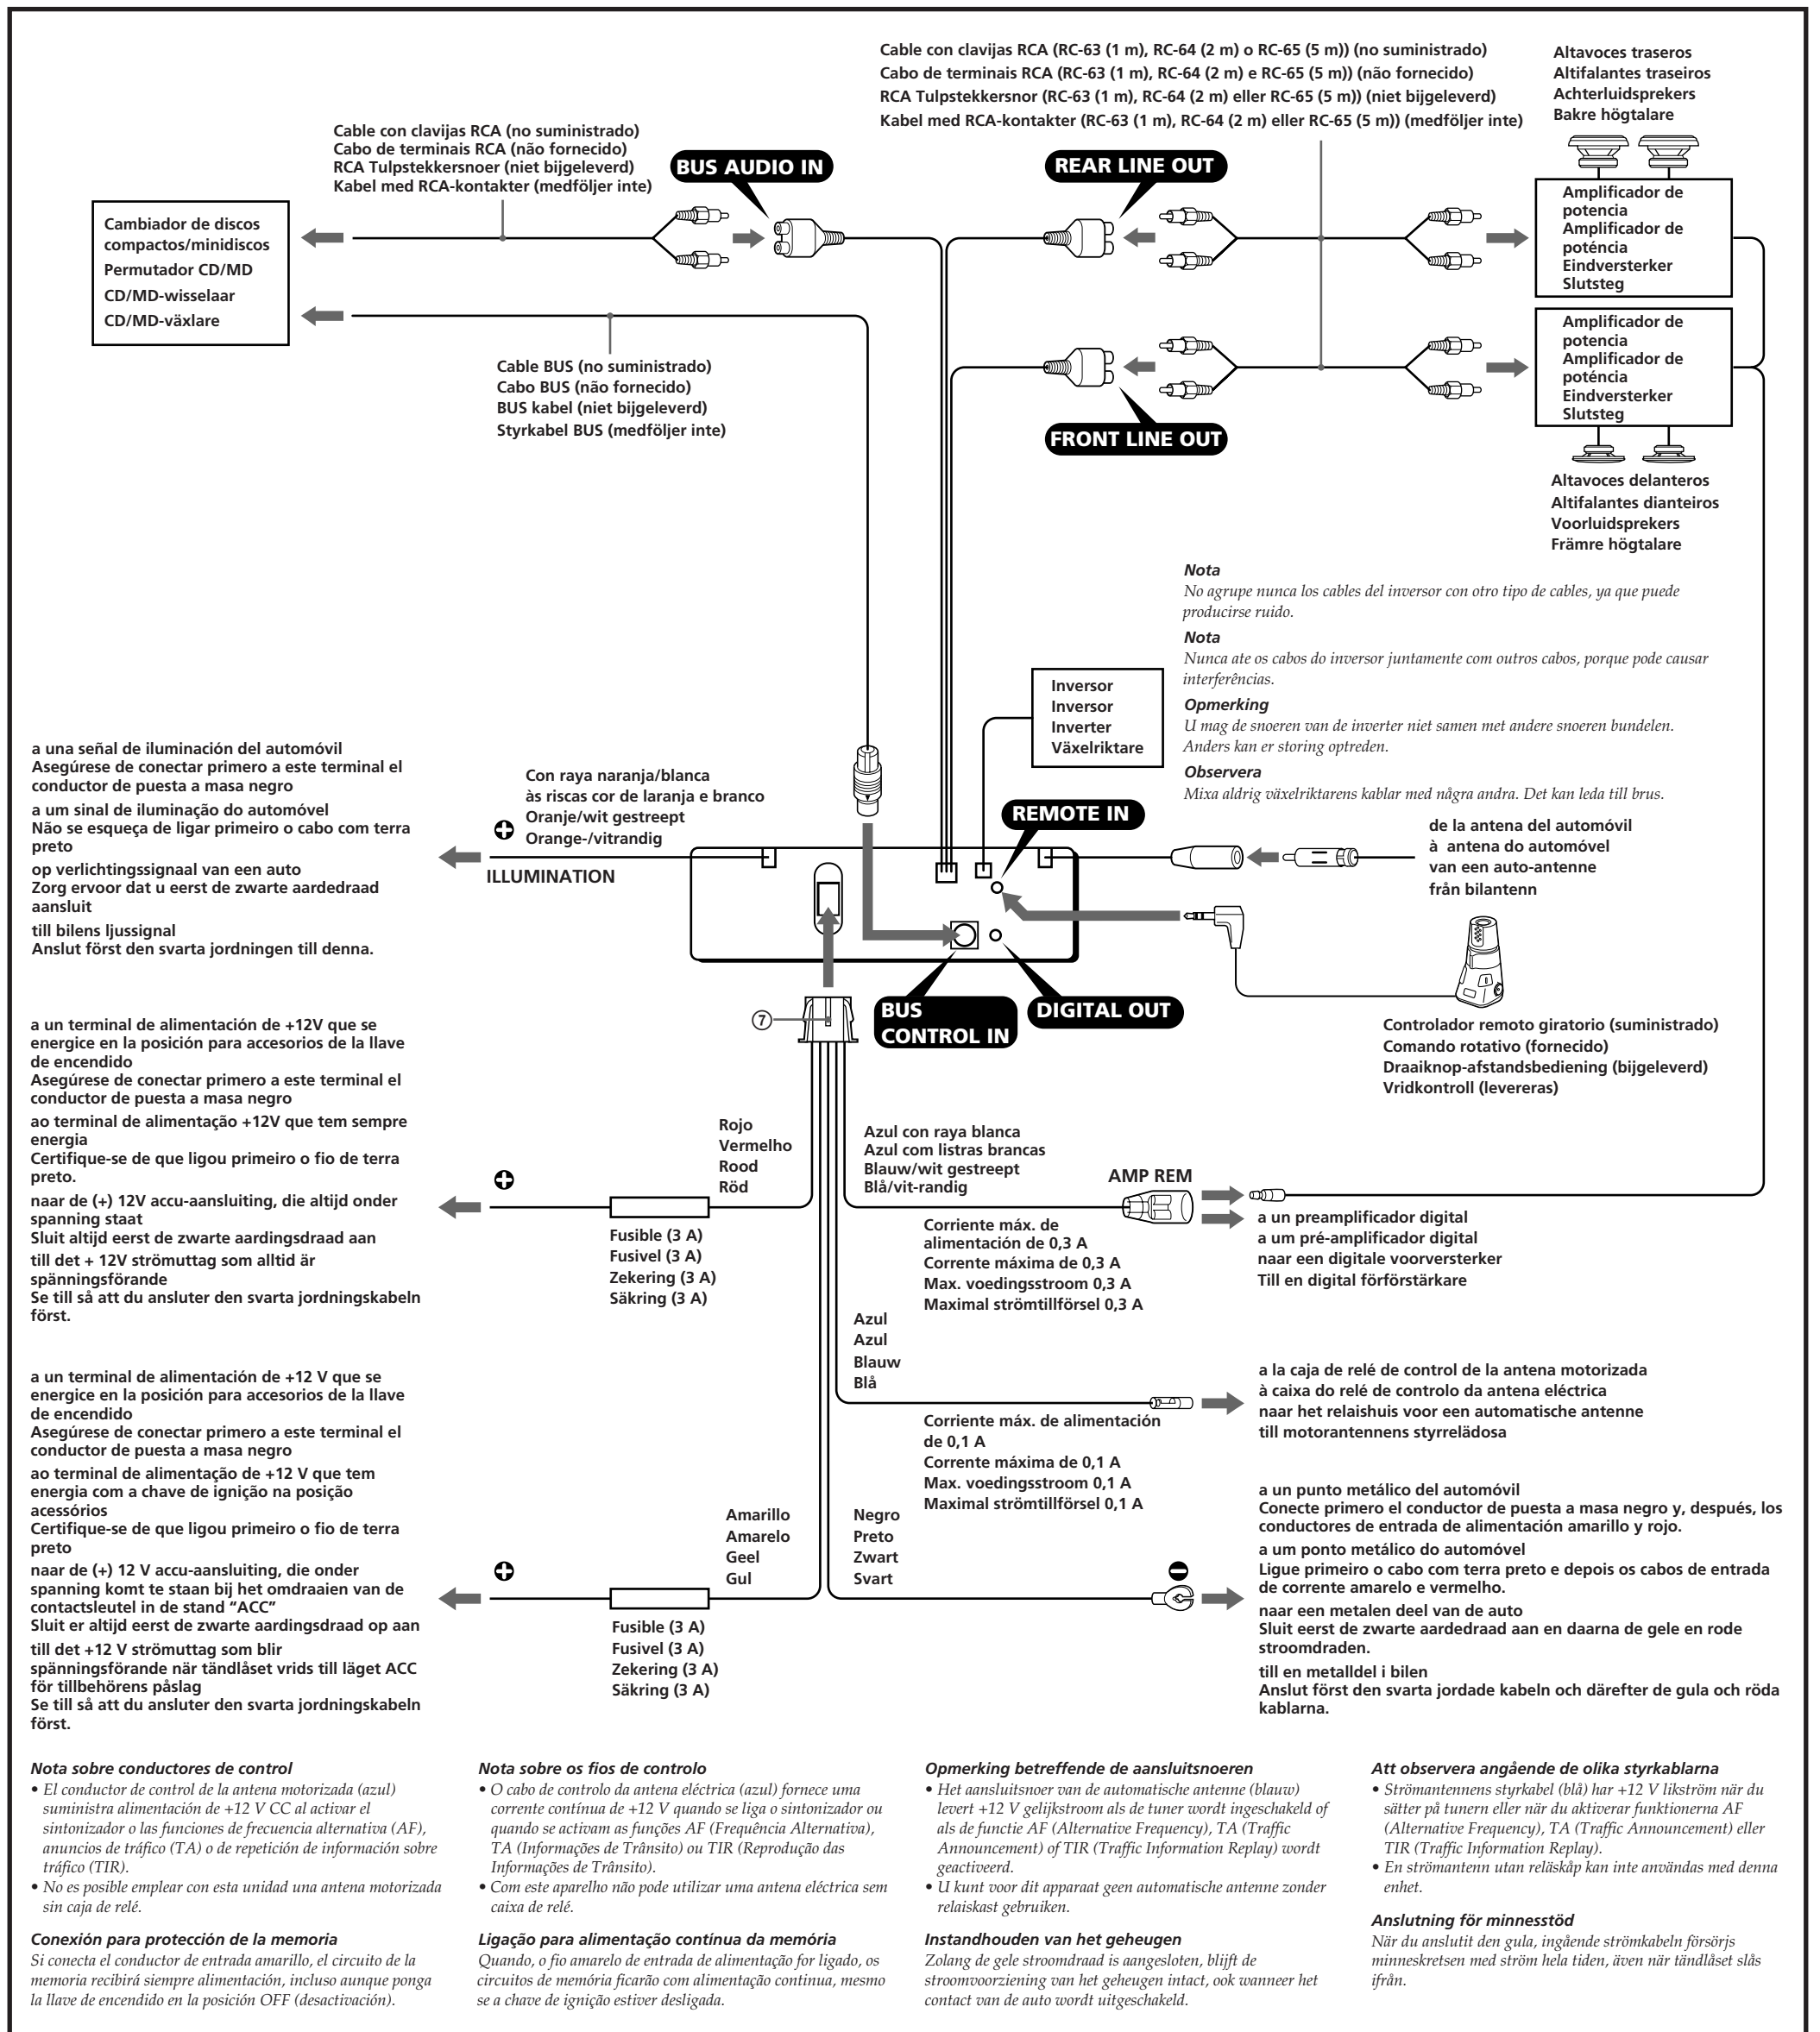 Cable con clavijas RCA (RC-63 (1 m), RC-64 (2 m) o RC-65 (5 m)) (no suministrado)
Cabo de terminais RCA (RC-63 (1 m), RC-64 (2 m) e RC-65 (5 m)) (não fornecido)
RCA Tulpstekkersnor (RC-63 (1 m), RC-64 (2 m) eller RC-65 (5 m)) (niet bijgeleverd)
Kabel med RCA-kontakter (RC-63 (1 m), RC-64 (2 m) eller RC-65 (5 m)) (medföljer inte)
Altavoces traseros
Altifalantes traseiros
Achterluidsprekers
Bakre högtalare
Cable con clavijas RCA (no suministrado)
Cabo de terminais RCA (não fornecido)
RCA Tulpstekkersnoer (niet bijgeleverd)
Kabel med RCA-kontakter (medföljer inte)
BUS AUDIO IN
REAR LINE OUT
Cambiador de discos
compactos/minidiscos
Permutador CD/MD
CD/MD-wisselaar
CD/MD-växlare
Amplificador de
potencia
Amplificador de
poténcia
Eindversterker
Slutsteg
Cable BUS (no suministrado)
Cabo BUS (não fornecido)
BUS kabel (niet bijgeleverd)
Styrkabel BUS (medföljer inte)
FRONT LINE OUT
Amplificador de
potencia
Amplificador de
poténcia
Eindversterker
Slutsteg
Altavoces delanteros
Altifalantes dianteiros
Voorluidsprekers
Främre högtalare
Nota
No agrupe nunca los cables del inversor con otro tipo de cables, ya que puede
producirse ruido.
Nota
Nunca ate os cabos do inversor juntamente com outros cabos, porque pode causar
interferências.
Opmerking
U mag de snoeren van de inverter niet samen met andere snoeren bundelen.
Anders kan er storing optreden.
Observera
Mixa aldrig växelriktarens kablar med några andra. Det kan leda till brus.
Inversor
Inversor
Inverter
Växelriktare
a una señal de iluminación del automóvil
Asegúrese de conectar primero a este terminal el
conductor de puesta a masa negro
a um sinal de iluminação do automóvel
Não se esqueça de ligar primeiro o cabo com terra
preto
op verlichtingssignaal van een auto
Zorg ervoor dat u eerst de zwarte aardedraad
aansluit
till bilens ljussignal
Anslut först den svarta jordningen till denna.
Con raya naranja/blanca
às riscas cor de laranja e branco
Oranje/wit gestreept
Orange-/vitrandig
ILLUMINATION
REMOTE IN
de la antena del automóvil
à antena do automóvel
van een auto-antenne
från bilantenn
BUS
CONTROL IN
DIGITAL OUT
7
Controlador remoto giratorio (suministrado)
Comando rotativo (fornecido)
Draaiknop-afstandsbediening (bijgeleverd)
Vridkontroll (levereras)
a un terminal de alimentación de +12V que se
energice en la posición para accesorios de la llave
de encendido
Asegúrese de conectar primero a este terminal el
conductor de puesta a masa negro
ao terminal de alimentação +12V que tem sempre
energia
Certifique-se de que ligou primeiro o fio de terra
preto.
naar de (+) 12V accu-aansluiting, die altijd onder
spanning staat
Sluit altijd eerst de zwarte aardingsdraad aan
till det + 12V strömuttag som alltid är
spänningsförande
Se till så att du ansluter den svarta jordningskabeln
först.
Rojo
Vermelho
Rood
Röd
Fusible (3 A)
Fusivel (3 A)
Zekering (3 A)
Säkring (3 A)
Azul con raya blanca
Azul com listras brancas
Blauw/wit gestreept
Blå/vit-randig
AMP REM
Corriente máx. de
alimentación de 0,3 A
Corrente máxima de 0,3 A
Max. voedingsstroom 0,3 A
Maximal strömtillförsel 0,3 A
a un preamplificador digital
a um pré-amplificador digital
naar een digitale voorversterker
Till en digital förförstärkare
Azul
Azul
Blauw
Blå
Corriente máx. de alimentación
de 0,1 A
Corrente máxima de 0,1 A
Max. voedingsstroom 0,1 A
Maximal strömtillförsel 0,1 A
a la caja de relé de control de la antena motorizada
à caixa do relé de controlo da antena eléctrica
naar het relaishuis voor een automatische antenne
till motorantennens styrrelädosa
a un terminal de alimentación de +12 V que se
energice en la posición para accesorios de la llave
de encendido
Asegúrese de conectar primero a este terminal el
conductor de puesta a masa negro
ao terminal de alimentação de +12 V que tem
energia com a chave de ignição na posição
acessórios
Certifique-se de que ligou primeiro o fio de terra
preto
naar de (+) 12 V accu-aansluiting, die onder
spanning komt te staan bij het omdraaien van de
contactsleutel in de stand “ACC”
Sluit er altijd eerst de zwarte aardingsdraad op aan
till det +12 V strömuttag som blir
spänningsförande när tändlåset vrids till läget ACC
för tillbehörens påslag
Se till så att du ansluter den svarta jordningskabeln
först.
Amarillo
Amarelo
Geel
Gul
Fusible (3 A)
Fusivel (3 A)
Zekering (3 A)
Säkring (3 A)
Negro
Preto
Zwart
Svart
a un punto metálico del automóvil
Conecte primero el conductor de puesta a masa negro y, después, los
conductores de entrada de alimentación amarillo y rojo.
a um ponto metálico do automóvel
Ligue primeiro o cabo com terra preto e depois os cabos de entrada
de corrente amarelo e vermelho.
naar een metalen deel van de auto
Sluit eerst de zwarte aardedraad aan en daarna de gele en rode
stroomdraden.
till en metalldel i bilen
Anslut först den svarta jordade kabeln och därefter de gula och röda
kablarna.
Nota sobre conductores de control
• El conductor de control de la antena motorizada (azul)
suministra alimentación de +12 V CC al activar el
sintonizador o las funciones de frecuencia alternativa (AF),
anuncios de tráfico (TA) o de repetición de información sobre
tráfico (TIR).
• No es posible emplear con esta unidad una antena motorizada
sin caja de relé.
Conexión para protección de la memoria
Si conecta el conductor de entrada amarillo, el circuito de la
memoria recibirá siempre alimentación, incluso aunque ponga
la llave de encendido en la posición OFF (desactivación).
Nota sobre os fios de controlo
• O cabo de controlo da antena eléctrica (azul) fornece uma
corrente contínua de +12 V quando se liga o sintonizador ou
quando se activam as funções AF (Frequência Alternativa),
TA (Informações de Trânsito) ou TIR (Reprodução das
Informações de Trânsito).
• Com este aparelho não pode utilizar uma antena eléctrica sem
caixa de relé.
Ligação para alimentação contínua da memória
Quando, o fio amarelo de entrada de alimentação for ligado, os
circuitos de memória ficarão com alimentação continua, mesmo
se a chave de ignição estiver desligada.
Opmerking betreffende de aansluitsnoeren
• Het aansluitsnoer van de automatische antenne (blauw)
levert +12 V gelijkstroom als de tuner wordt ingeschakeld of
als de functie AF (Alternative Frequency), TA (Traffic
Announcement) of TIR (Traffic Information Replay) wordt
geactiveerd.
• U kunt voor dit apparaat geen automatische antenne zonder
relaiskast gebruiken.
Instandhouden van het geheugen
Zolang de gele stroomdraad is aangesloten, blijft de
stroomvoorziening van het geheugen intact, ook wanneer het
contact van de auto wordt uitgeschakeld.
Att observera angående de olika styrkablarna
• Strömantennens styrkabel (blå) har +12 V likström när du
sätter på tunern eller när du aktiverar funktionerna AF
(Alternative Frequency), TA (Traffic Announcement) eller
TIR (Traffic Information Replay).
• En strömantenn utan reläskåp kan inte användas med denna
enhet.
Anslutning för minnesstöd
När du anslutit den gula, ingående strömkabeln försörjs
minneskretsen med ström hela tiden, även när tändlåset slås
ifrån.